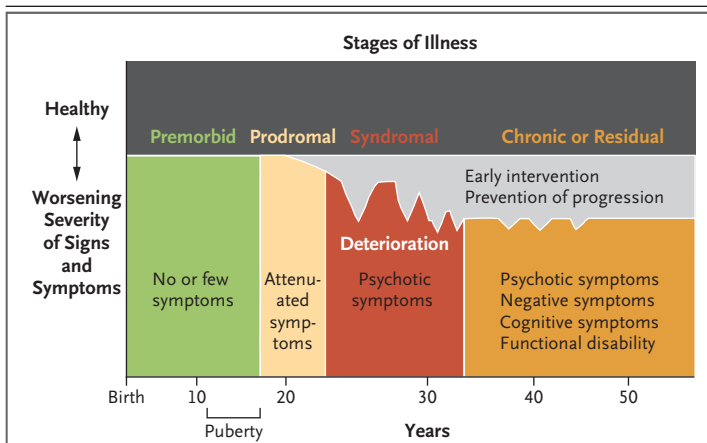 Stages of Illness
Healthy
Worsening
Severity
of Signs
and
Symptoms
Premorbid
Prodromal
Syndromal
Chronic or Residual
Early intervention
Prevention of progression
Deterioration
No or few
symptoms
Attenu-
ated
symp-
toms
Psychotic
symptoms
Psychotic symptoms
Negative symptoms
Cognitive symptoms
Functional disability
Birth 10 20 30 40 50
Puberty
Years